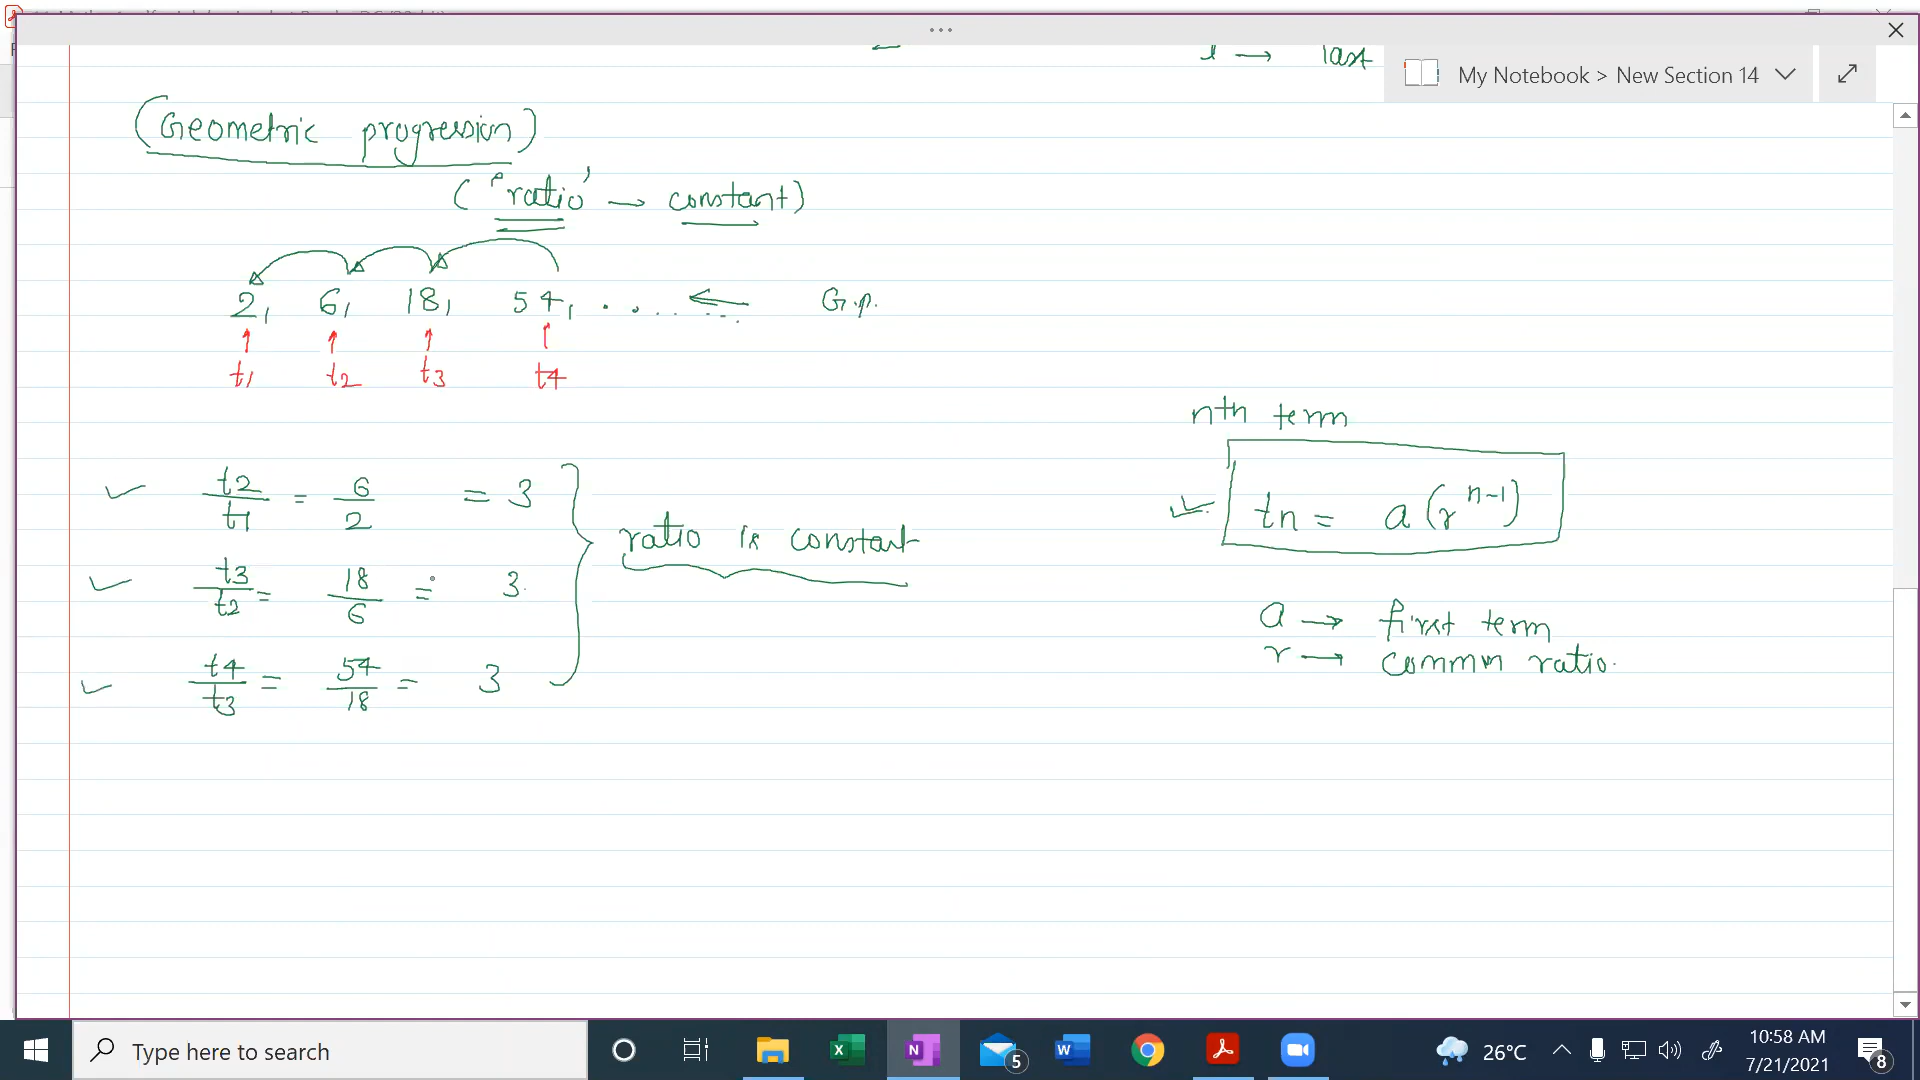 l → last
My Notebook > New Section 14
(Geometric progression)
( 'ratio' → constant)
2, 6, 18, 54, . . . . . ← G.p.
t1 t2 t3 t4
nth term
tn = a(r^n-1)
t2/t1 = 6/2 = 3
ratio is constant
t3/t2 = 18/6 = 3
a → first term
r → common ratio.
t4/t3 = 54/18 = 3
Type here to search
5
26°C
10:58 AM
7/21/2021
8